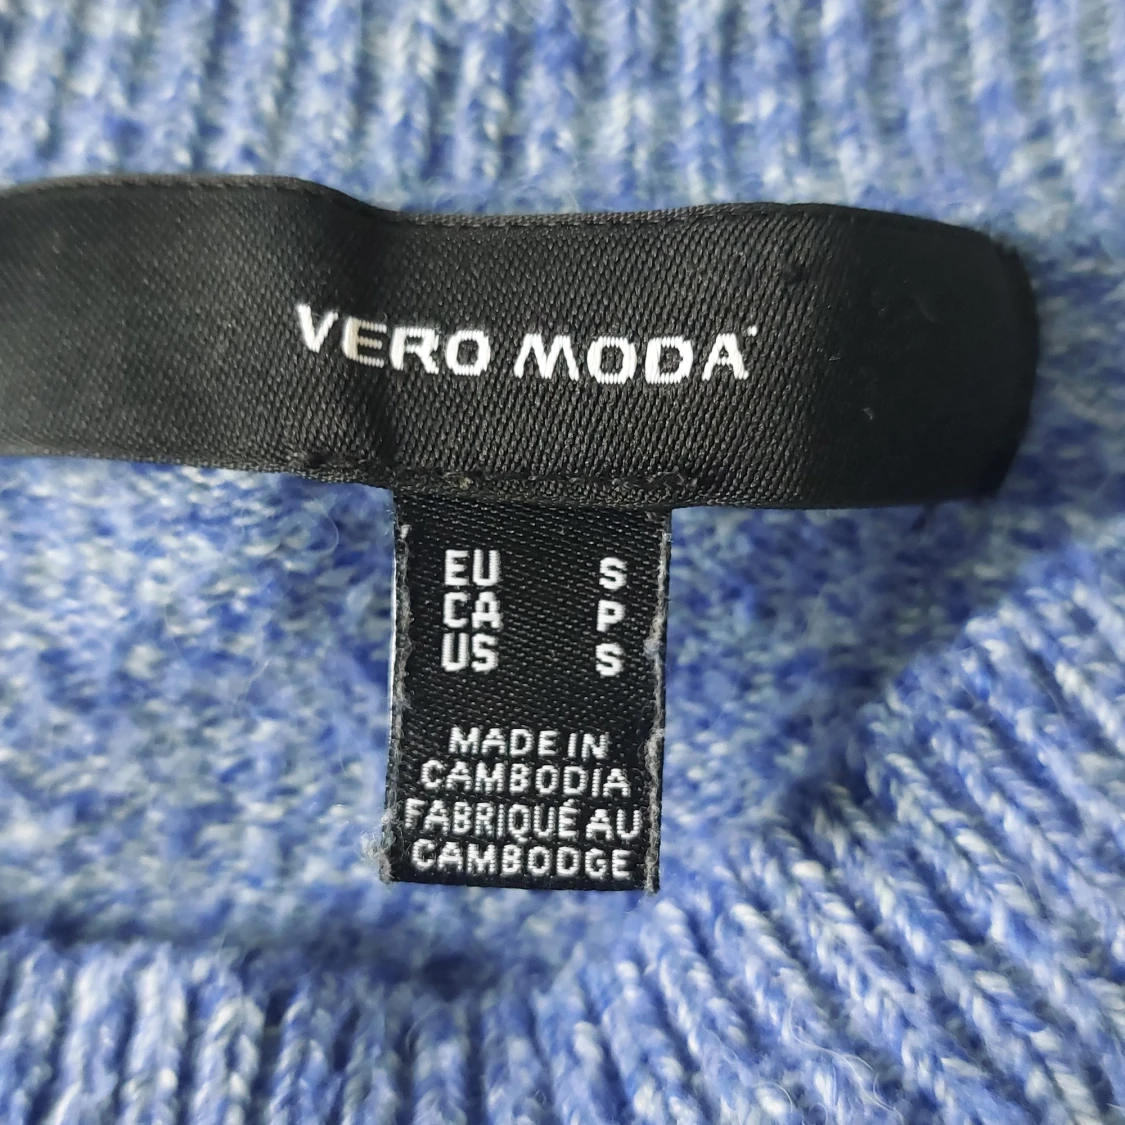 VERO MODA
EU S
CA P
US S
MADE IN
CAMBODIA
FABRIQUÉ AU
CAMBODGE